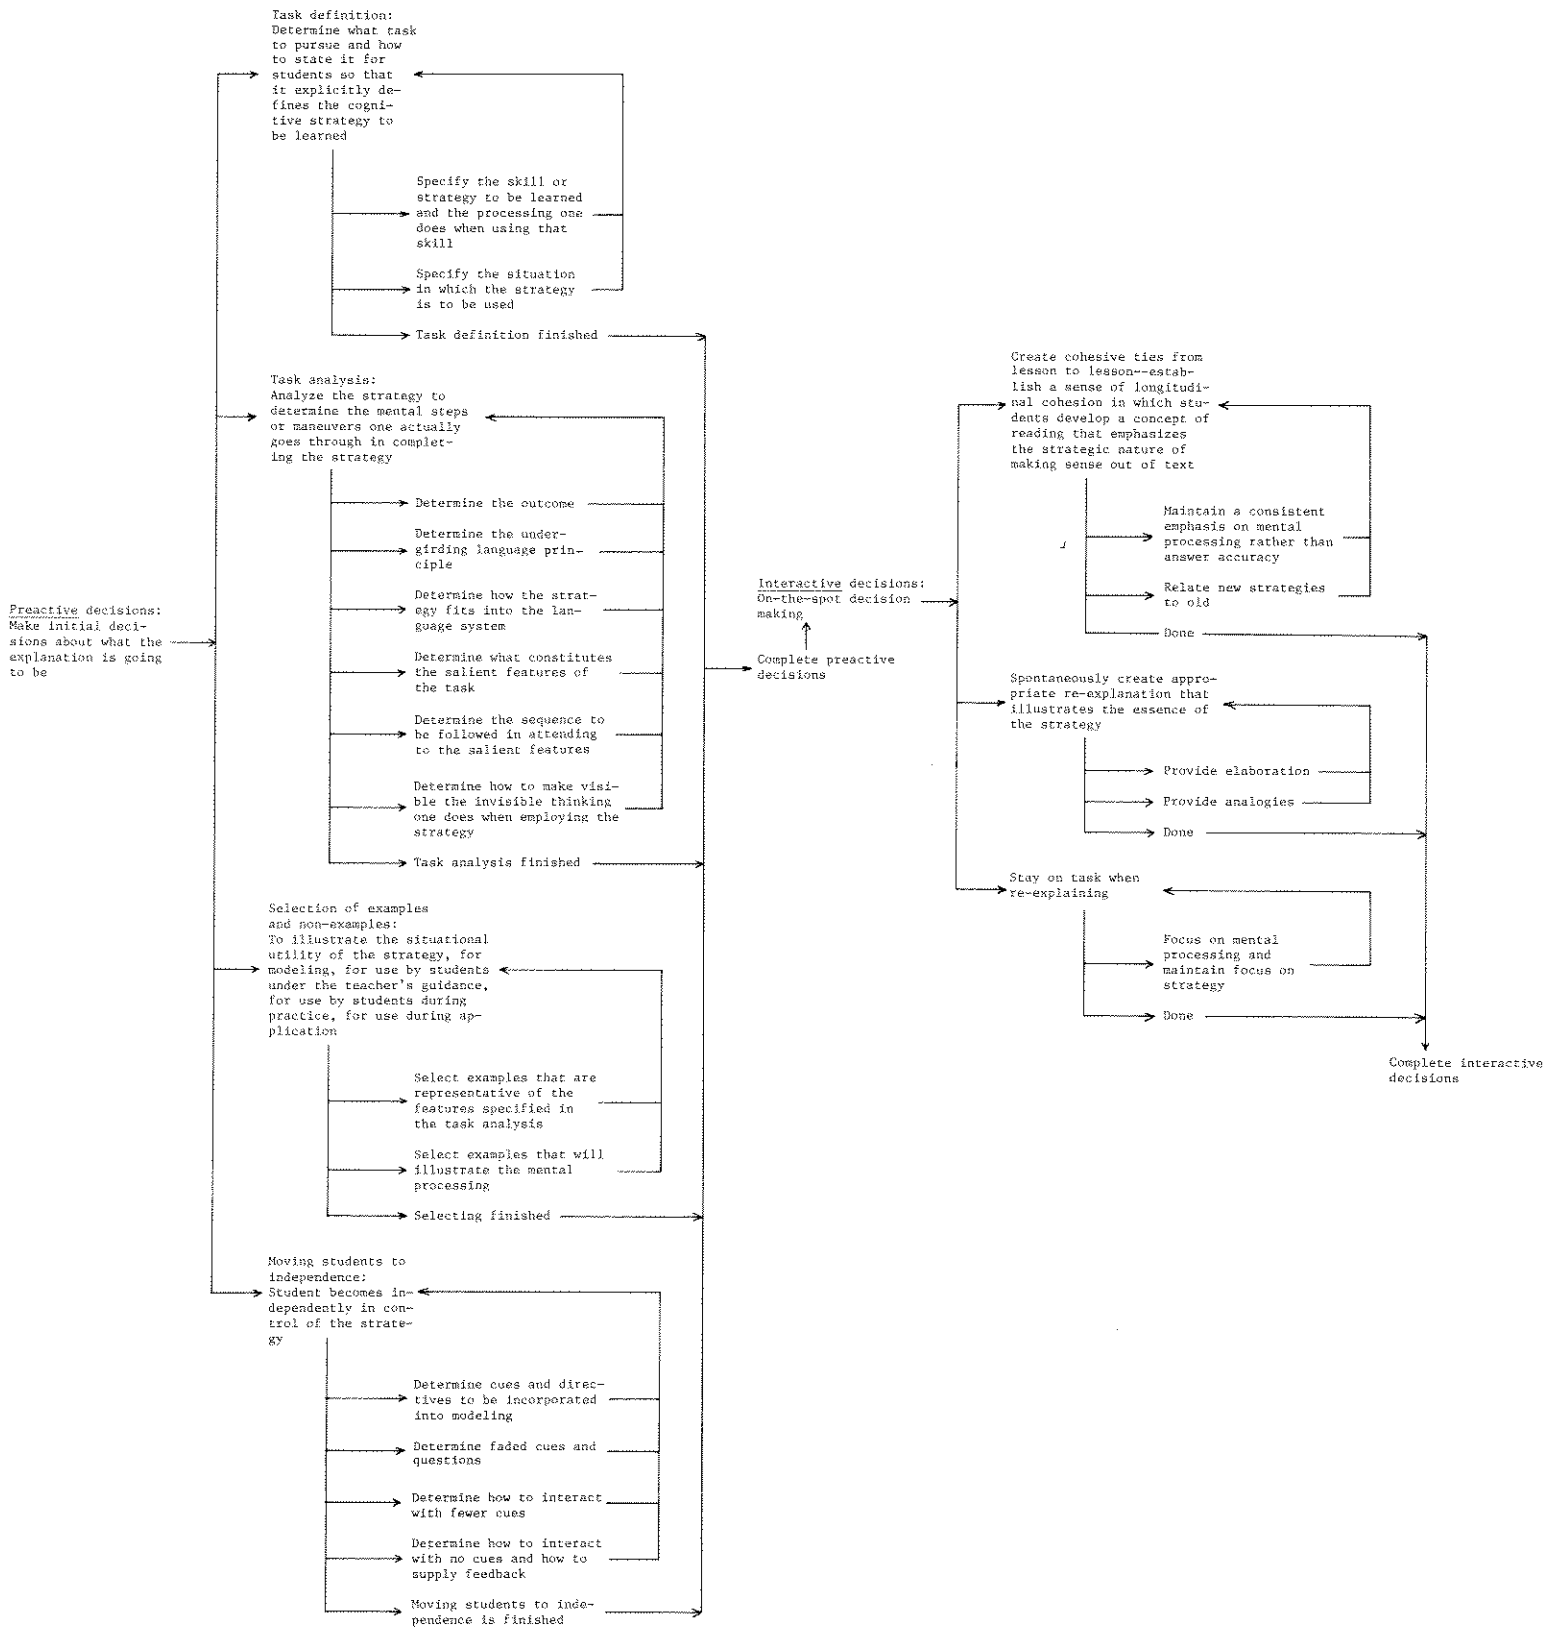 Preactive decisions:
Make initial deci-
sions about what the
explanation is going
to be
Task definition:
Determine what task
to pursue and how
to state it for
students so that
it explicitly de-
fines the cogni-
tive strategy to
be learned
Specify the skill or
strategy to be learned
and the processing one
does when using that
skill
Specify the situation
in which the strategy
is to be used
Task definition finished
Task analysis:
Analyze the strategy to
determine the mental steps
or maneuvers one actually
goes through in complet-
ing the strategy
Determine the outcome
Determine the under-
girding language prin-
ciple
Determine how the strat-
egy fits into the lan-
guage system
Determine what constitutes
the salient features of
the task
Determine the sequence to
be followed in attending
to the salient features
Determine how to make visi-
ble the invisible thinking
one does when employing the
strategy
Task analysis finished
Selection of examples
and non-examples:
To illustrate the situational
utility of the strategy, for
modeling, for use by students
under the teacher's guidance,
for use by students during
practice, for use during ap-
plication
Select examples that are
representative of the
features specified in
the task analysis
Select examples that will
illustrate the mental
processing
Selecting finished
Moving students to
independence:
Student becomes in-
dependently in con-
trol of the strate-
gy
Determine cues and direc-
tives to be incorporated
into modeling
Determine faded cues and
questions
Determine how to interact
with fewer cues
Determine how to interact
with no cues and how to
supply feedback
Moving students to inde-
pendence is finished
Complete preactive
decisions
Interactive decisions:
On-the-spot decision
making
Create cohesive ties from
lesson to lesson--estab-
lish a sense of longitudi-
nal cohesion in which stu-
dents develop a concept of
reading that emphasizes
the strategic nature of
making sense out of text
Maintain a consistent
emphasis on mental
processing rather than
answer accuracy
Relate new strategies
to old
Done
Spontaneously create appro-
priate re-explanation that
illustrates the essence of
the strategy
Provide elaboration
Provide analogies
Done
Stay on task when
re-explaining
Focus on mental
processing and
maintain focus on
strategy
Done
Complete interactive
decisions